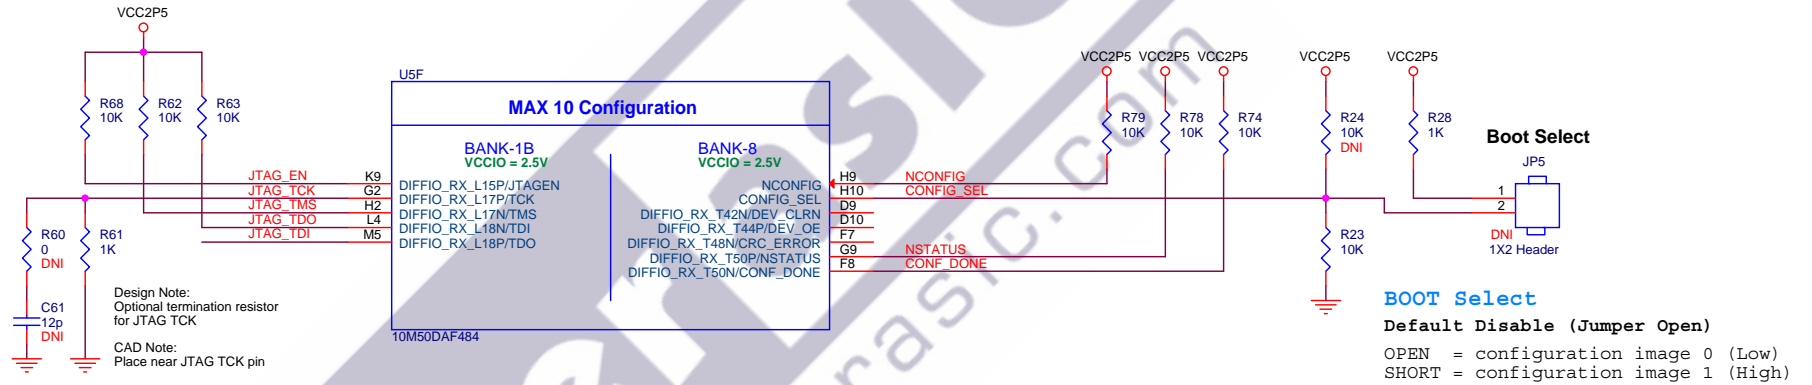 VCC2P5
R68
10K
R62
10K
R63
10K
JTAG_EN
JTAG_TCK
JTAG_TMS
JTAG_TDO
JTAG_TDI
K9
G2
H2
L4
M5
R60
0
DNI
R61
1K
C61
12p
DNI
Design Note:
Optional termination resistor
for JTAG TCK
CAD Note:
Place near JTAG TCK pin
U5F
MAX 10 Configuration
BANK-1B
VCCIO = 2.5V
DIFFIO_RX_L15P/JTAGEN
DIFFIO_RX_L17P/TCK
DIFFIO_RX_L17N/TMS
DIFFIO_RX_L18N/TDI
DIFFIO_RX_L18P/TDO
BANK-8
VCCIO = 2.5V
NCONFIG
CONFIG_SEL
DIFFIO_RX_T42N/DEV_CLRN
DIFFIO_RX_T44P/DEV_OE
DIFFIO_RX_T48N/CRC_ERROR
DIFFIO_RX_T50P/NSTATUS
DIFFIO_RX_T50N/CONF_DONE
10M50DAF484
H9
H10
D9
D10
F7
G9
F8
NCONFIG
CONFIG_SEL
NSTATUS
CONF_DONE
VCC2P5
VCC2P5
VCC2P5
VCC2P5
VCC2P5
R79
10K
R78
10K
R74
10K
R24
10K
DNI
R28
1K
R23
10K
Boot Select
JP5
1
2
DNI
1X2 Header
BOOT Select
Default Disable (Jumper Open)
OPEN = configuration image 0 (Low)
SHORT = configuration image 1 (High)